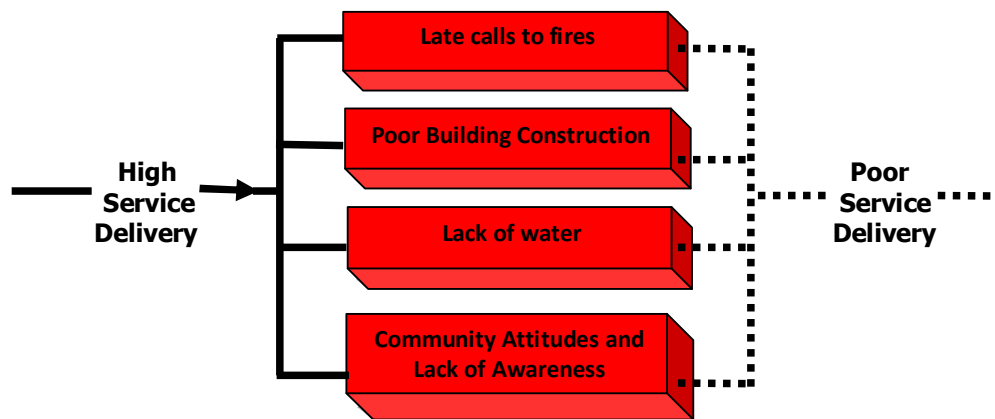 Late calls to fires
Poor Building Construction
High
Service
Delivery
Poor
Service
Delivery
Lack of water
Community Attitudes and
Lack of Awareness